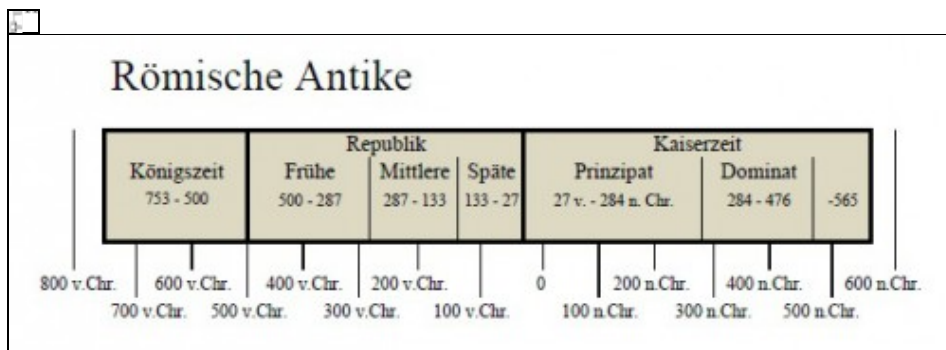 Römische Antike
Republik Kaiserzeit
Königszeit Frühe Mittlere Späte Prinzipat Dominat
753 - 500 500 - 287 287 - 133 133 - 27 27 v. - 284 n. Chr. 284 - 476 -565
800 v.Chr. 600 v.Chr. 400 v.Chr. 200 v.Chr. 0 200 n.Chr. 400 n.Chr. 600 n.Chr.
700 v.Chr. 500 v.Chr. 300 v.Chr. 100 v.Chr. 100 n.Chr. 300 n.Chr. 500 n.Chr.